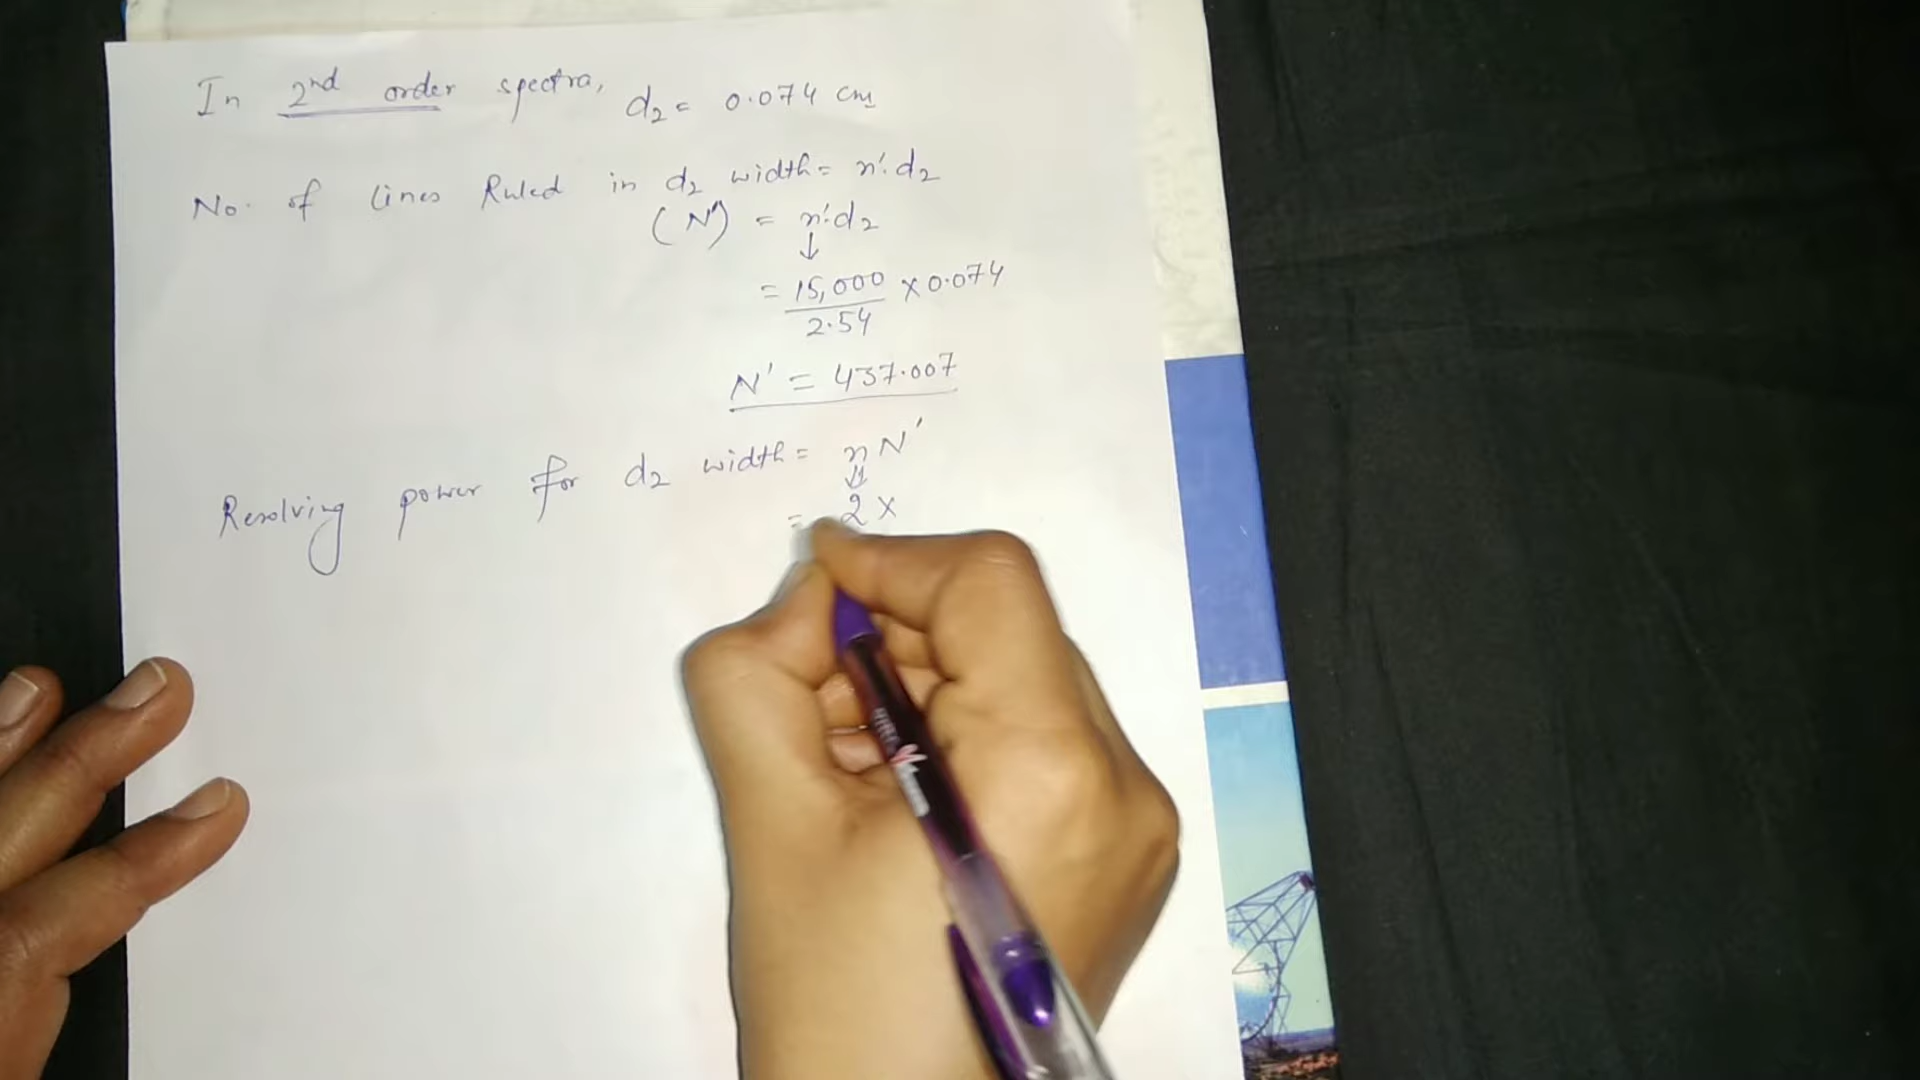 In 2nd order spectra, d2 = 0.074 cm
No. of lines Ruled in d2 width = n'.d2
(N') = n'.d2
↓
= 15,000 / 2.54 × 0.074
N' = 437.007
Resolving power for d2 width = n N'
⇓
= 2 ×